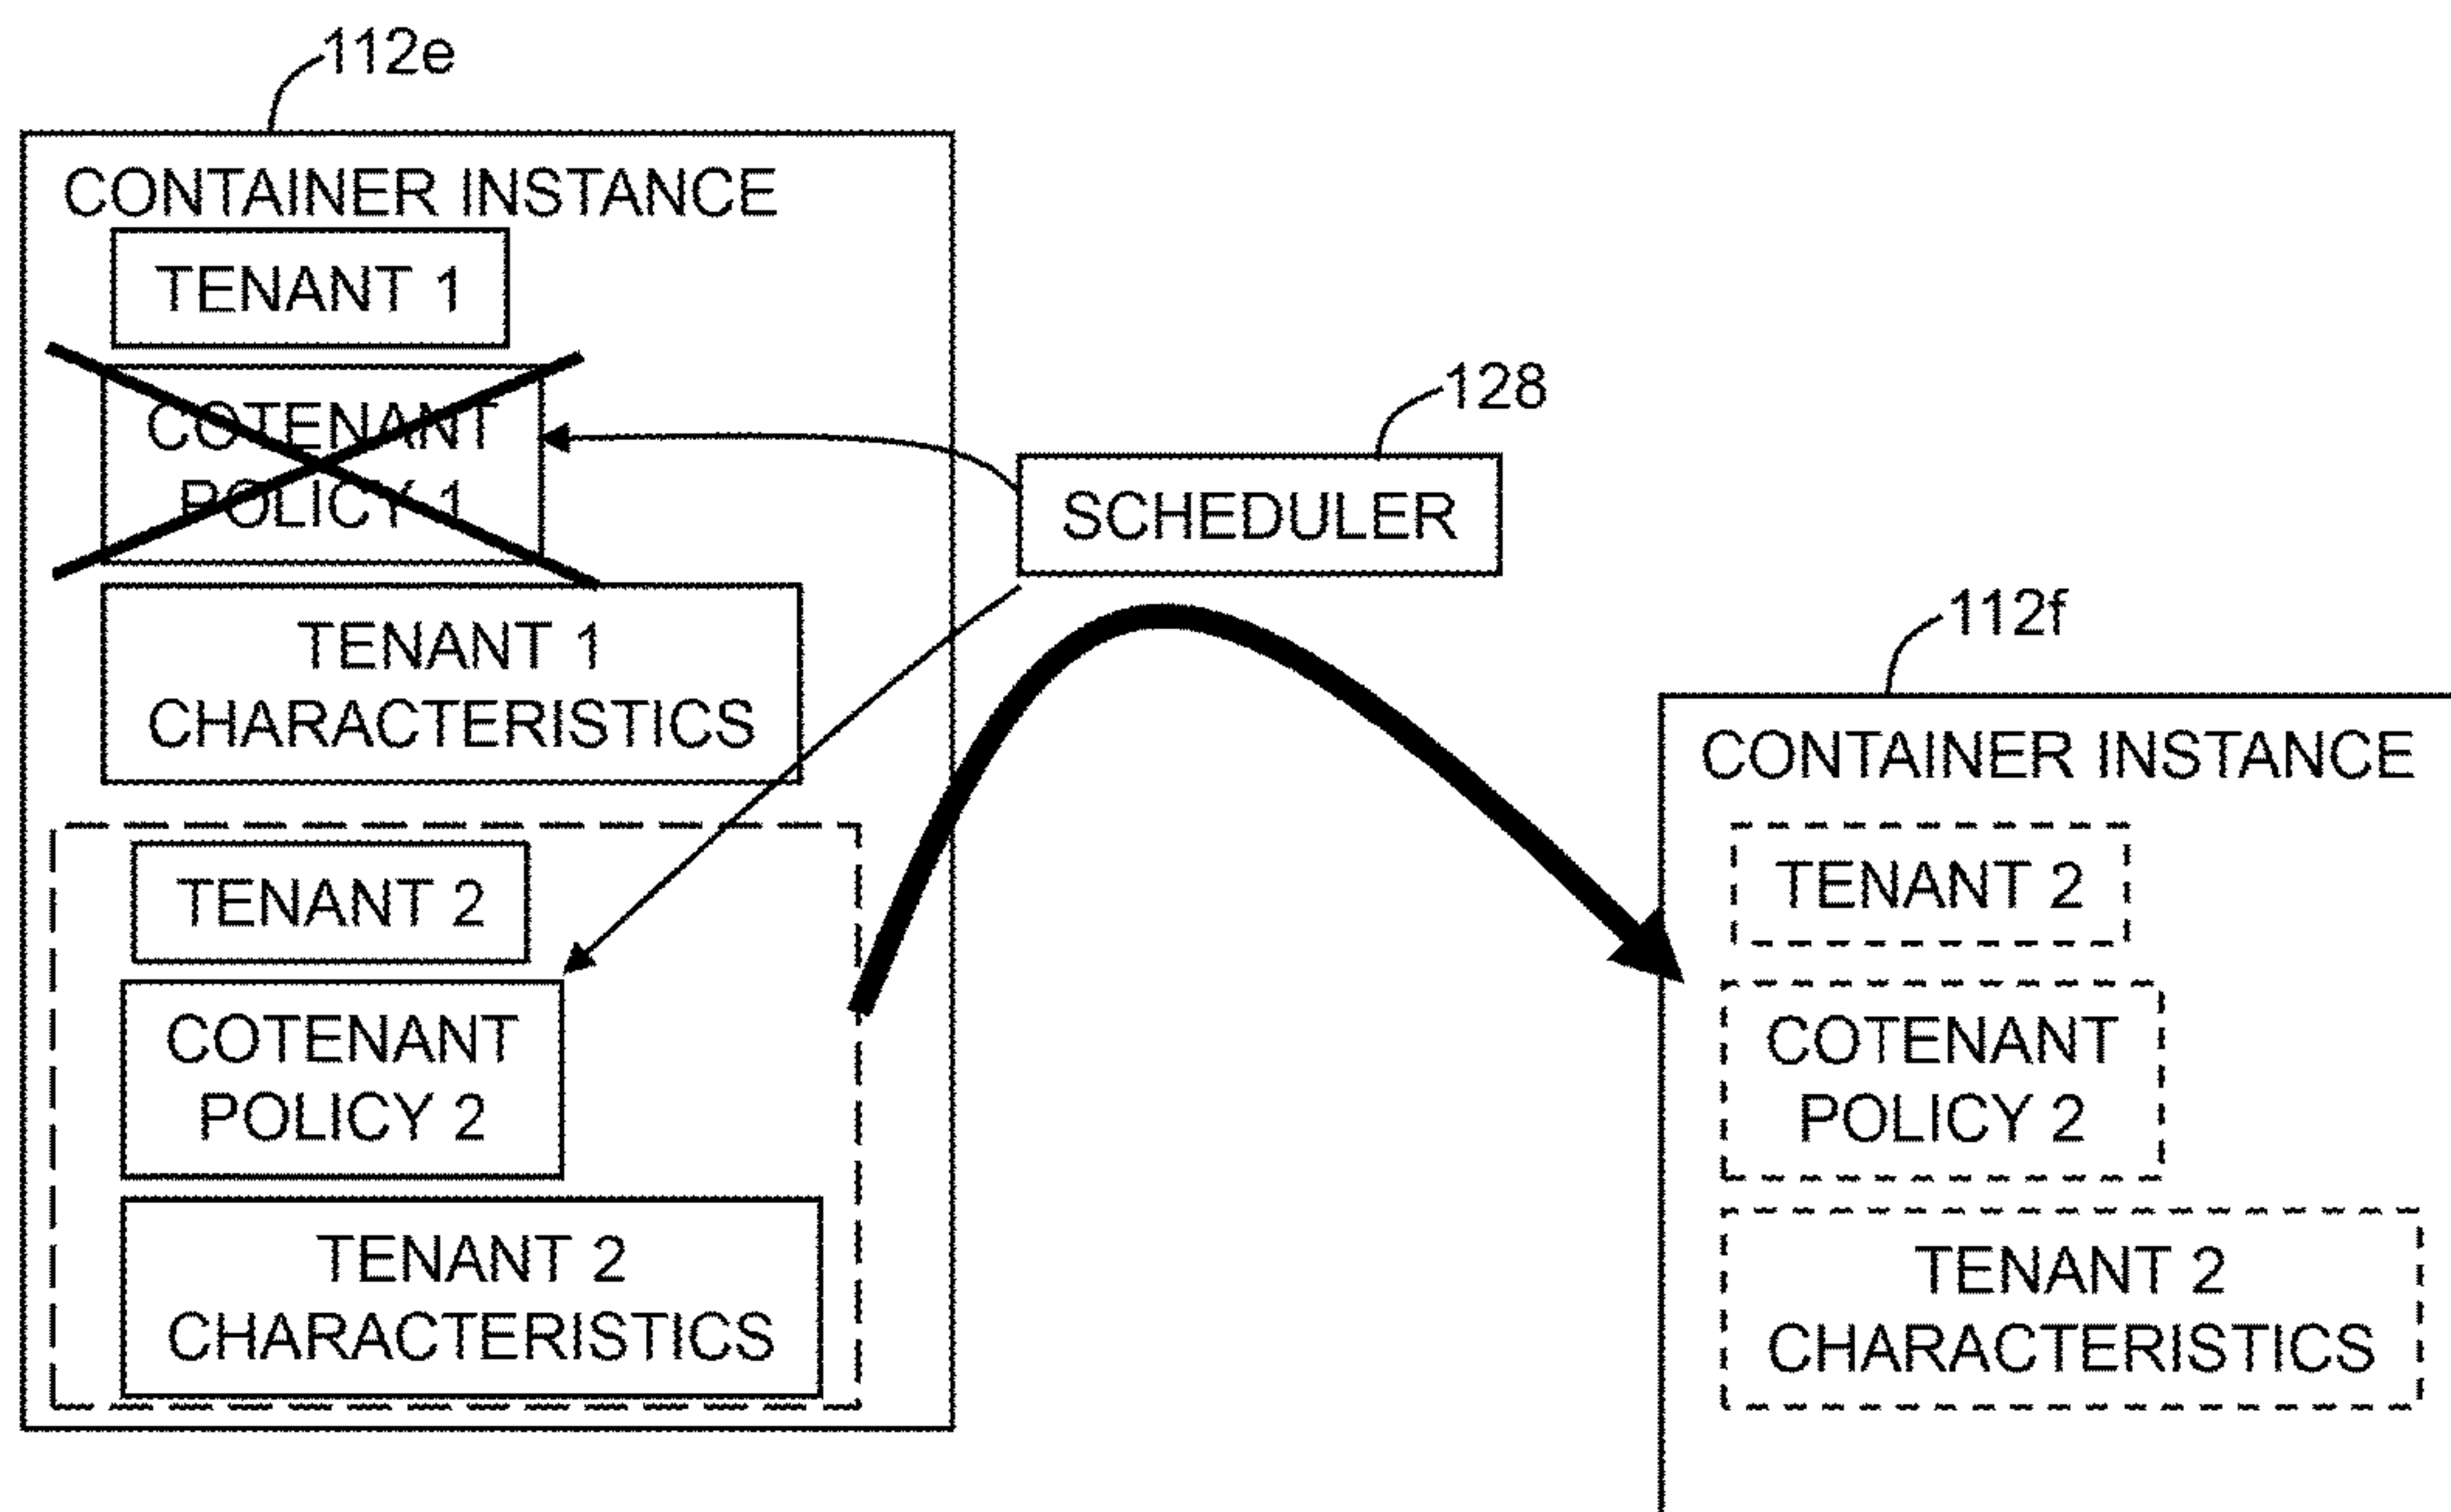 112e
CONTAINER INSTANCE
TENANT 1
COTENANT
POLICY 1
TENANT 1
CHARACTERISTICS
TENANT 2
COTENANT
POLICY 2
TENANT 2
CHARACTERISTICS
128
SCHEDULER
112f
CONTAINER INSTANCE
TENANT 2
COTENANT
POLICY 2
TENANT 2
CHARACTERISTICS